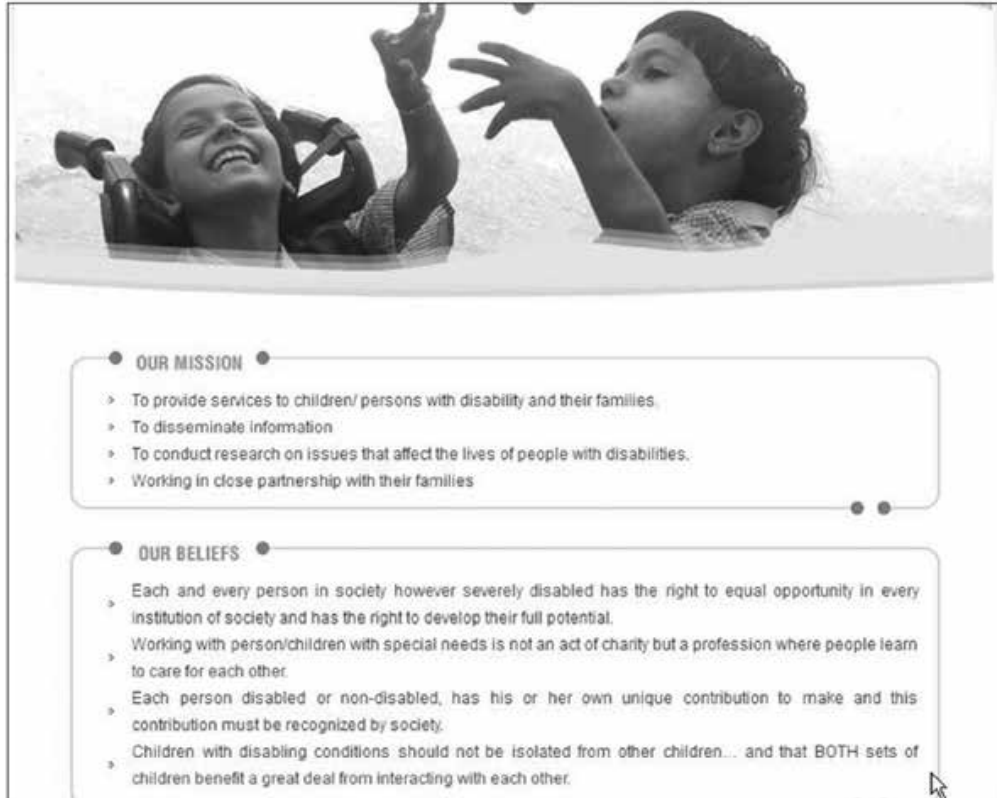 OUR MISSION
To provide services to children/ persons with disability and their families.
To disseminate information
To conduct research on issues that affect the lives of people with disabilities.
Working in close partnership with their families
OUR BELIEFS
Each and every person in society however severely disabled has the right to equal opportunity in every
institution of society and has the right to develop their full potential.
Working with person/children with special needs is not an act of charity but a profession where people learn
to care for each other.
Each person disabled or non-disabled, has his or her own unique contribution to make and this
contribution must be recognized by society.
Children with disabling conditions should not be isolated from other children... and that BOTH sets of
children benefit a great deal from interacting with each other.